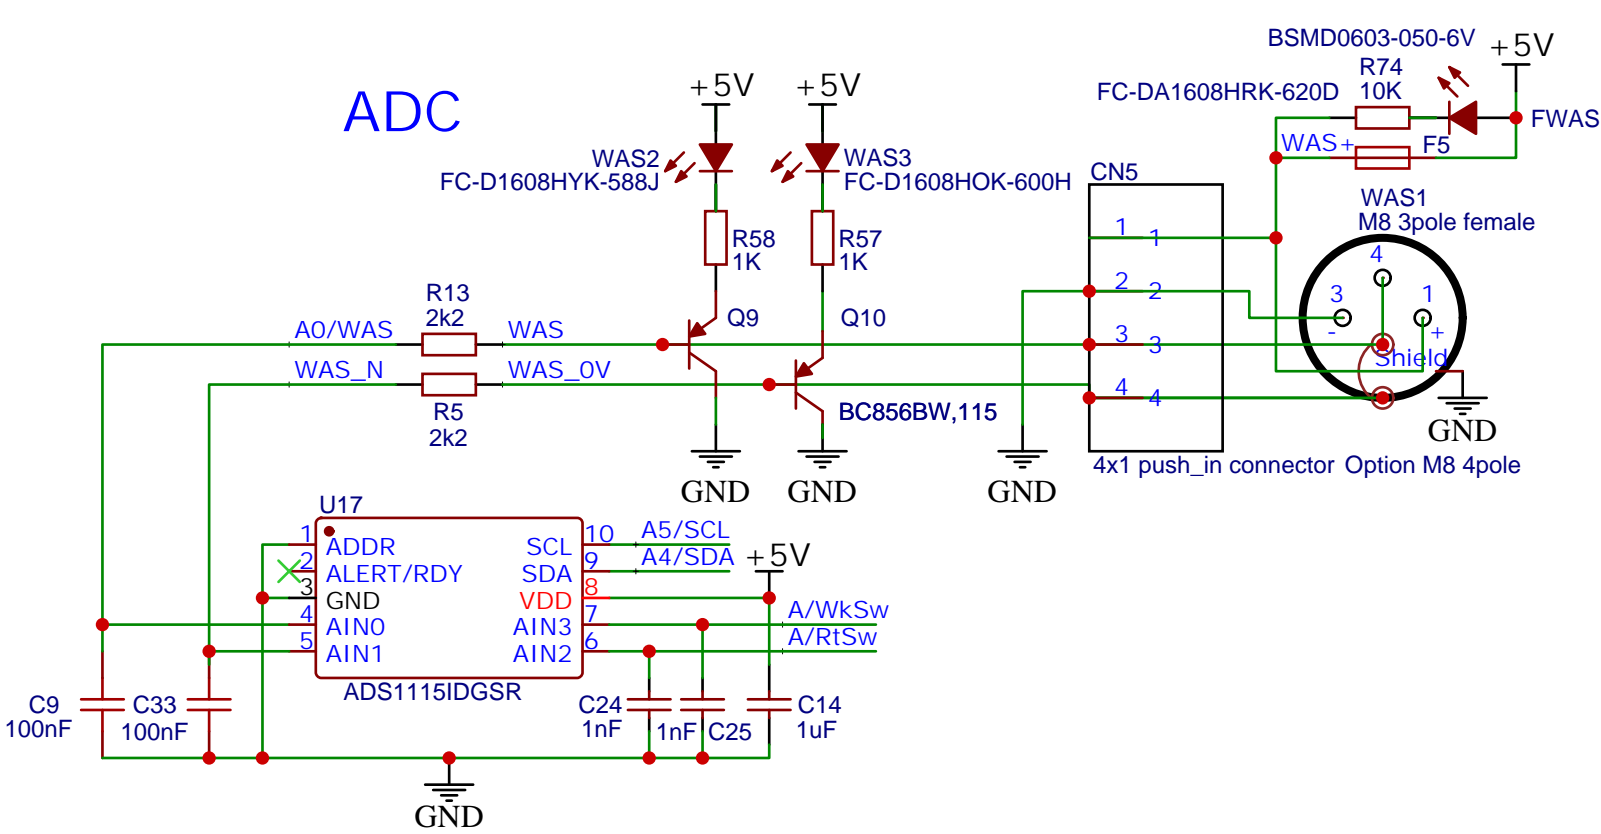 BSMD0603-050-6V
+5V
R74
10K
FC-DA1608HRK-620D
FWAS
WAS+
F5
ADC
+5V
+5V
WAS2
FC-D1608HYK-588J
WAS3
FC-D1608HOK-600H
CN5
WAS1
M8 3pole female
R58
1K
R57
1K
1
1
2
2
3
3
4
4
4
3
1
-
+
Shield
R13
2k2
A0/WAS
WAS
Q9
Q10
WAS_N
WAS_0V
R5
2k2
BC856BW,115
GND
GND
GND
GND
4x1 push_in connector
Option M8 4pole
U17
1
ADDR
2
ALERT/RDY
3
GND
4
AIN0
5
AIN1
10
SCL
9
SDA
8
VDD
7
AIN3
6
AIN2
A5/SCL
A4/SDA
+5V
A/WkSw
A/RtSw
ADS1115IDGSR
C9
100nF
C33
100nF
C24
1nF
1nF
C25
C14
1uF
GND